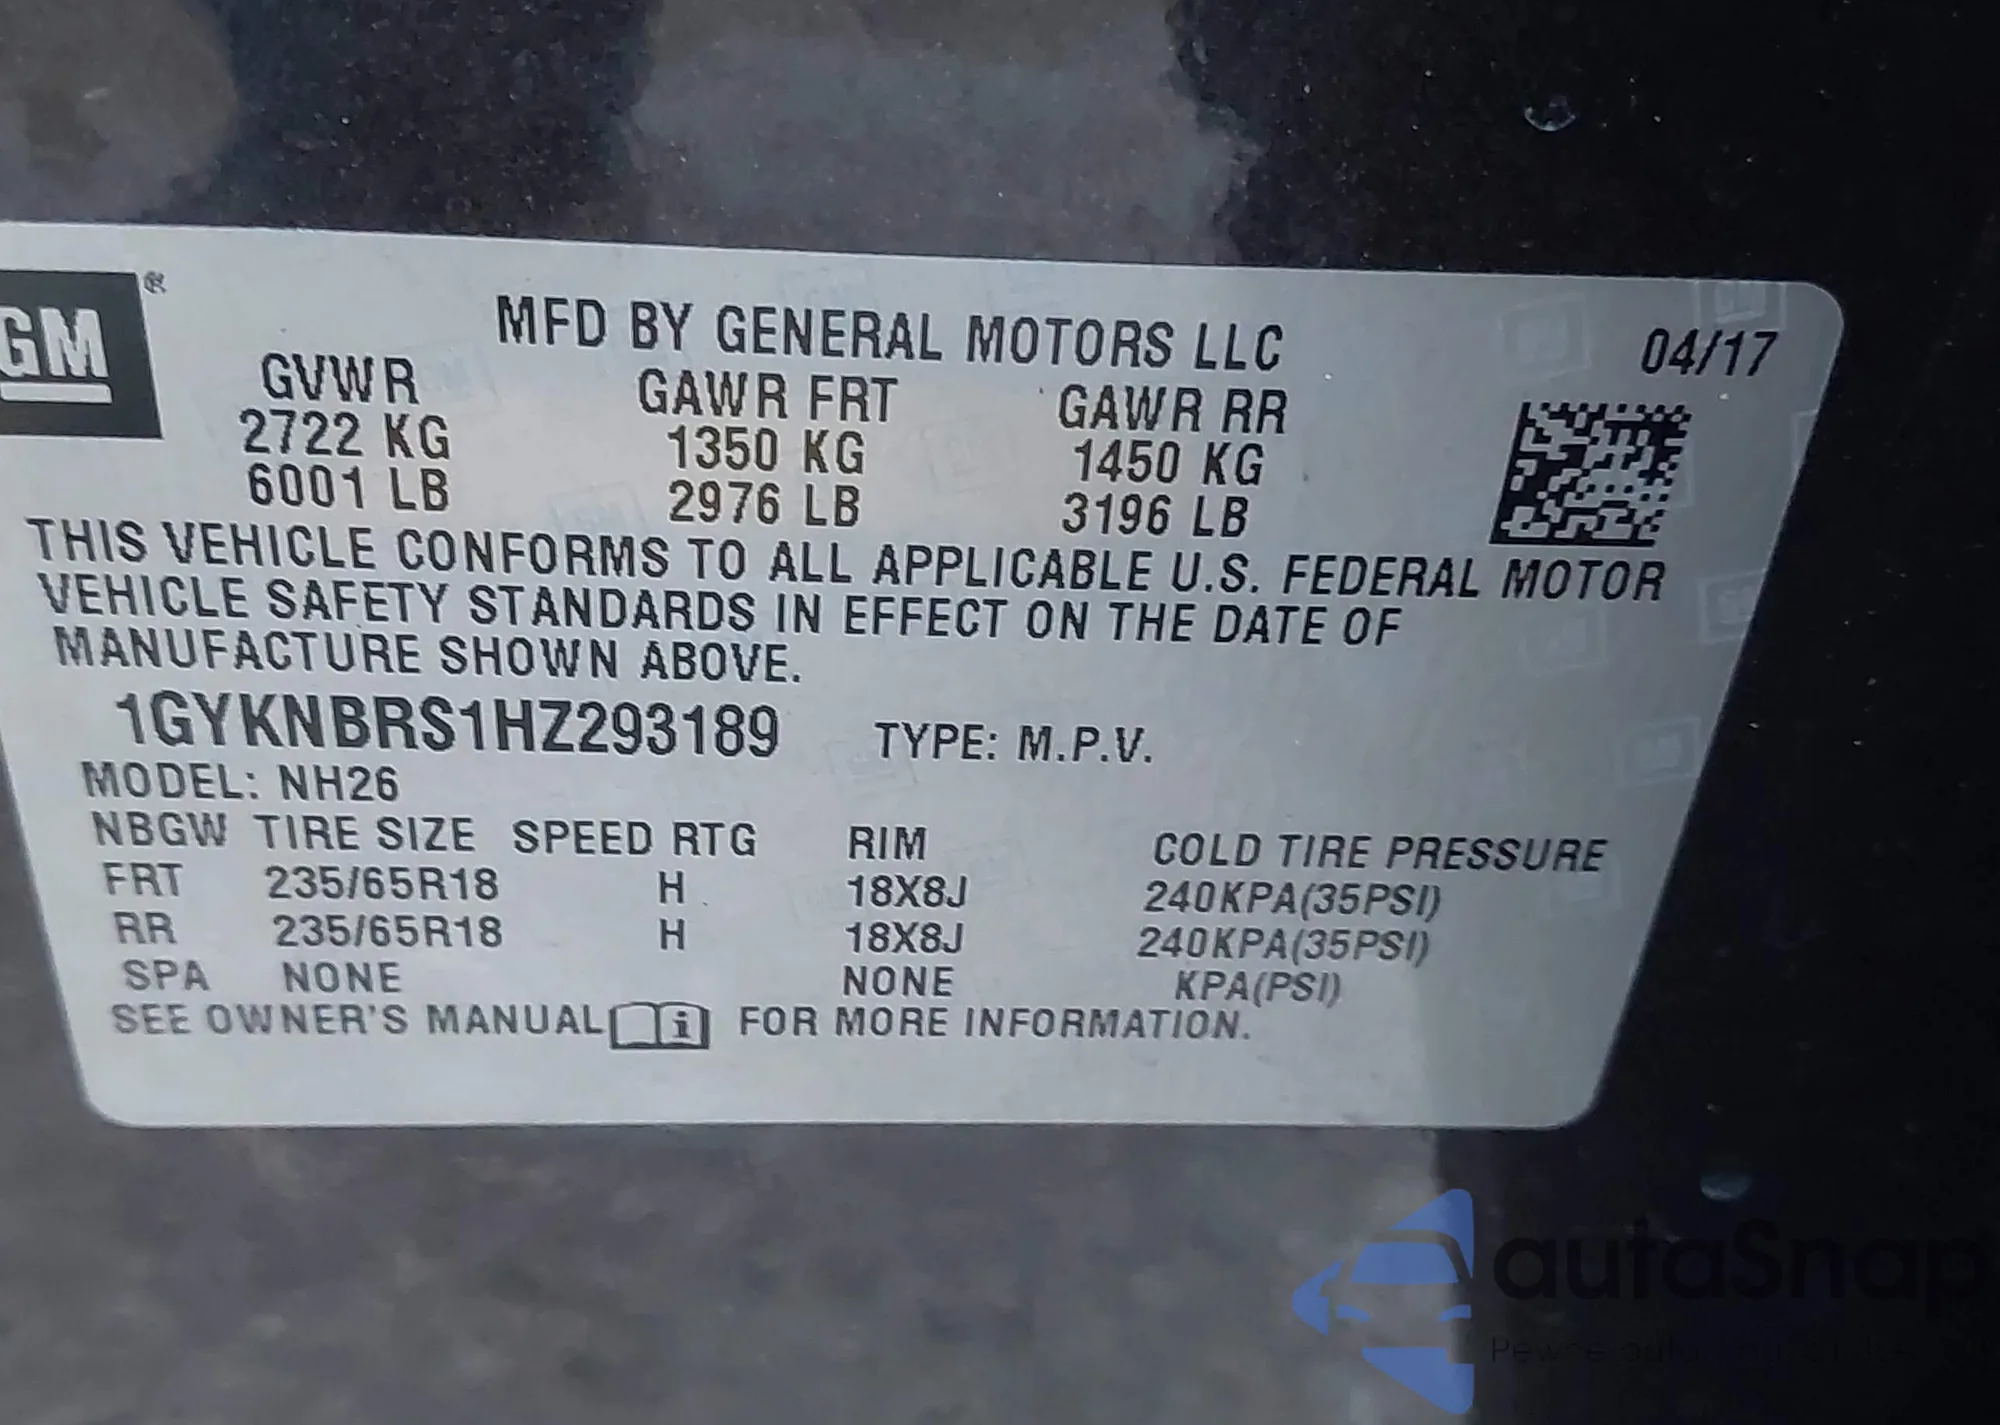 GM®
MFD BY GENERAL MOTORS LLC 04/17
GVWR GAWR FRT GAWR RR
2722 KG 1350 KG 1450 KG
6001 LB 2976 LB 3196 LB
THIS VEHICLE CONFORMS TO ALL APPLICABLE U.S. FEDERAL MOTOR
VEHICLE SAFETY STANDARDS IN EFFECT ON THE DATE OF
MANUFACTURE SHOWN ABOVE.
1GYKNBRS1HZ293189 TYPE: M.P.V.
MODEL: NH26
NBGW TIRE SIZE SPEED RTG RIM COLD TIRE PRESSURE
FRT 235/65R18 H 18X8J 240KPA(35PSI)
RR 235/65R18 H 18X8J 240KPA(35PSI)
SPA NONE NONE KPA(PSI)
SEE OWNER'S MANUAL i FOR MORE INFORMATION.
autaSnap
Pewne